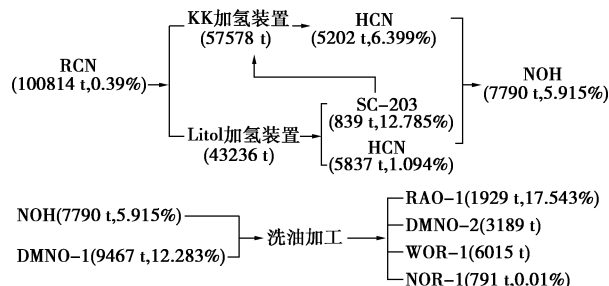 KK加氢装置
(57578 t)
HCN
(5202 t,6.399%)
RCN
(100814 t,0.39%)
NOH
(7790 t,5.915%)
SC-203
(839 t,12.785%)
Litol加氢装置
(43236 t)
HCN
(5837 t,1.094%)
NOH(7790 t,5.915%)
DMNO-1(9467 t,12.283%)
洗油加工
RAO-1(1929 t,17.543%)
DMNO-2(3189 t)
WOR-1(6015 t)
NOR-1(791 t,0.01%)